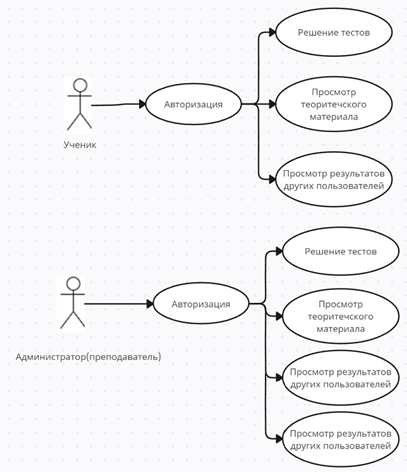 Решение тестов
Авторизация
Просмотр
теоритечского
материала
Ученик
Просмотр результатов
других пользователей
Решение тестов
Авторизация
Просмотр
теоритечского
материала
Администратор(преподаватель)
Просмотр результатов
других пользователей
Просмотр результатов
других пользователей